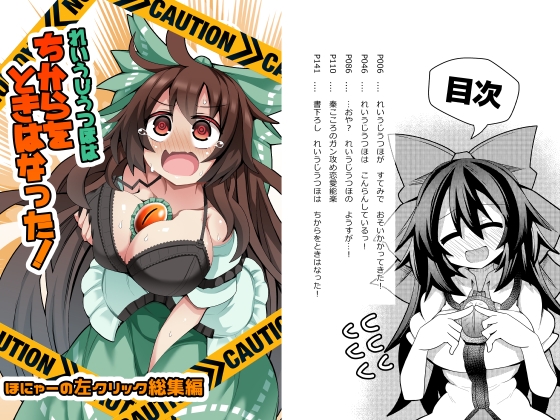 CAUTION
れいうじうつほは
ちからを
ときはなった!
CAUTION
CAUTION
ほにゃーの左クリック総集編
目次
P006 …. れいうじうつほが すてみで おそいかかってきた!
P046 …. れいうじうつほは こんらんしているっ!
P086 …. …おや? れいうじうつほの ようすが…!
P110 …. 秦こころのガン攻め恋愛能楽
P141 …. 書下ろし れいうじうつほは ちからをときはなった!